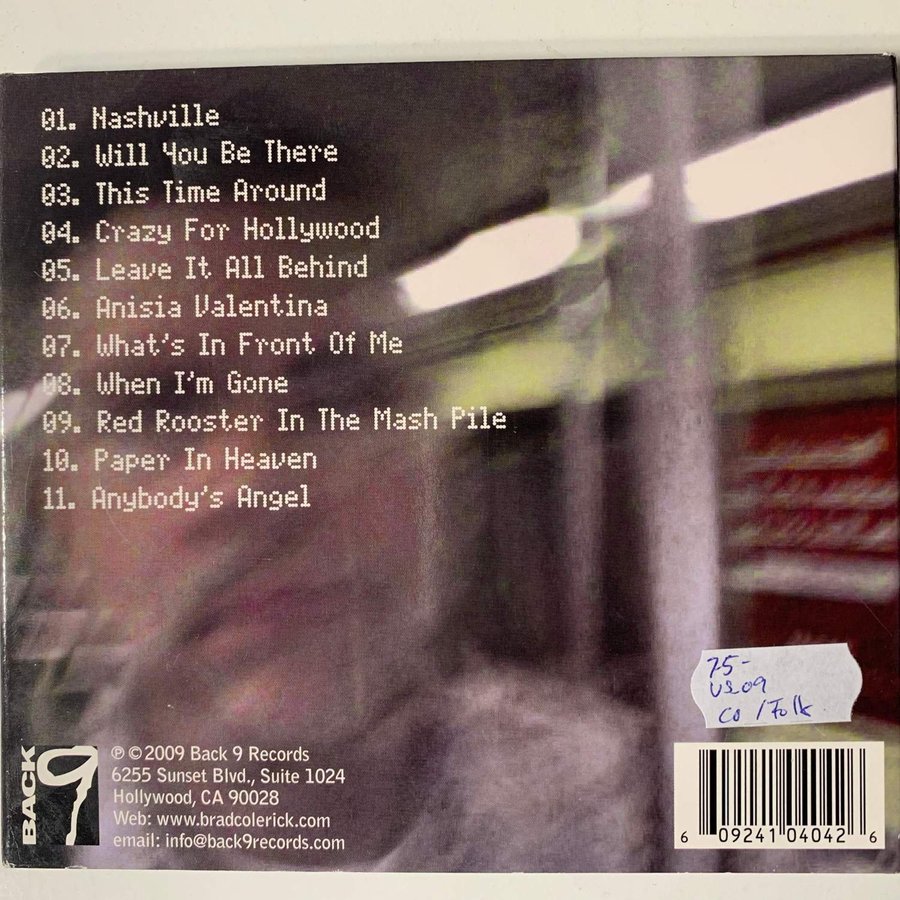 01. Nashville
02. Will You Be There
03. This Time Around
04. Crazy For Hollywood
05. Leave It All Behind
06. Anisia Valentina
07. What's In Front Of Me
08. When I'm Gone
09. Red Rooster In The Mash Pile
10. Paper In Heaven
11. Anybody's Angel
75-
US09
CO / Folk
BACK 9
℗ © 2009 Back 9 Records
6255 Sunset Blvd., Suite 1024
Hollywood, CA 90028
Web: www.bradcolerick.com
email: info@back9records.com
6 09241 04042 6